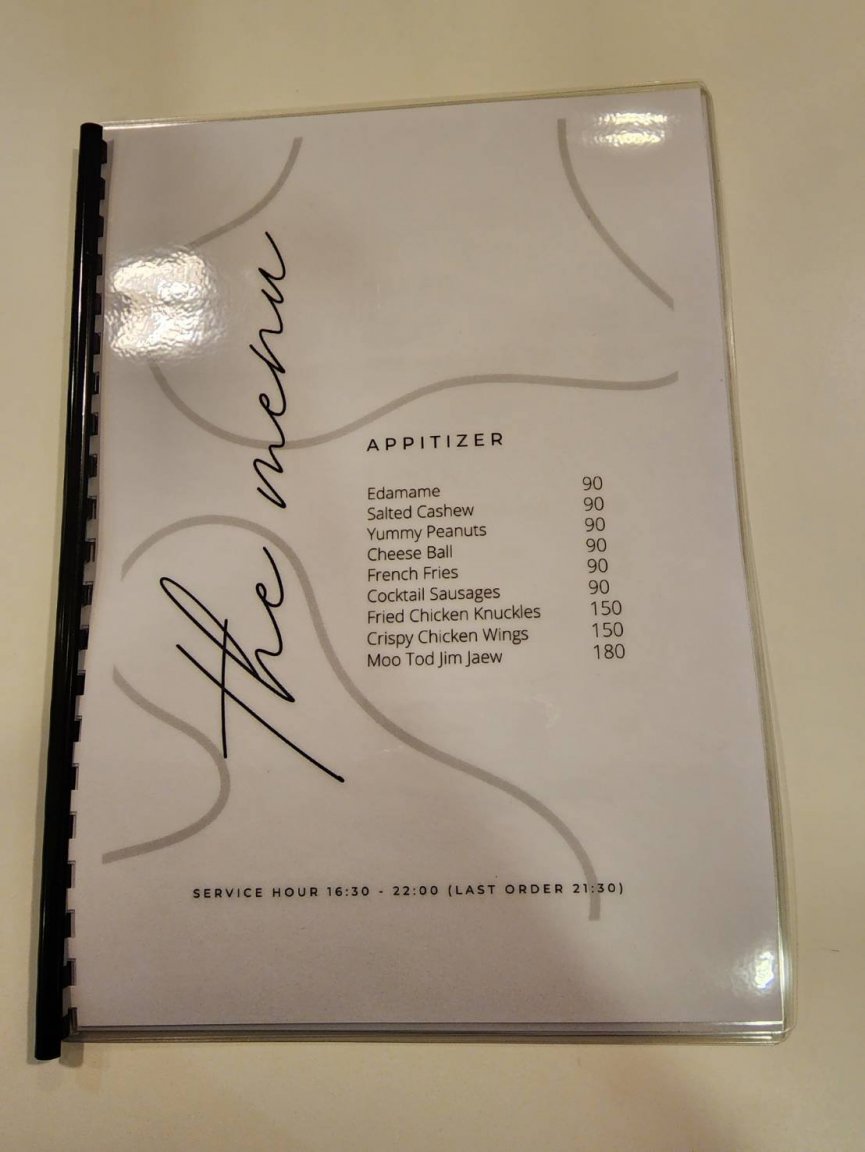 the menu
APPITIZER
Edamame 90
Salted Cashew 90
Yummy Peanuts 90
Cheese Ball 90
French Fries 90
Cocktail Sausages 90
Fried Chicken Knuckles 150
Crispy Chicken Wings 150
Moo Tod Jim Jaew 180
SERVICE HOUR 16:30 - 22:00 (LAST ORDER 21:30)